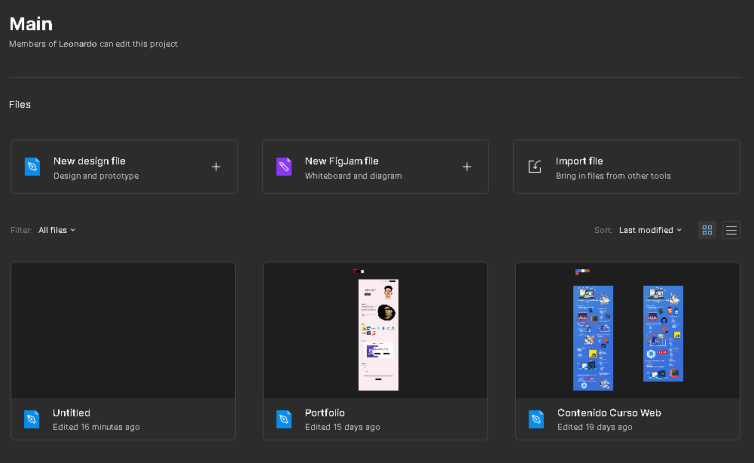 Main
Members of Leonardo can edit this project
Files
New design file
Design and prototype
New FigJam file
Whiteboard and diagram
Import file
Bring in files from other tools
Filter: All files
Sort: Last modified
Untitled
Edited 16 minutes ago
Portfolio
Edited 15 days ago
Contenido Curso Web
Edited 19 days ago